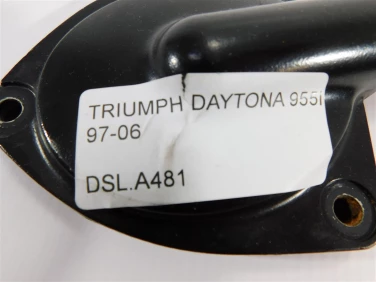 TRIUMPH DAYTONA 955I
97-06
DSL.A481